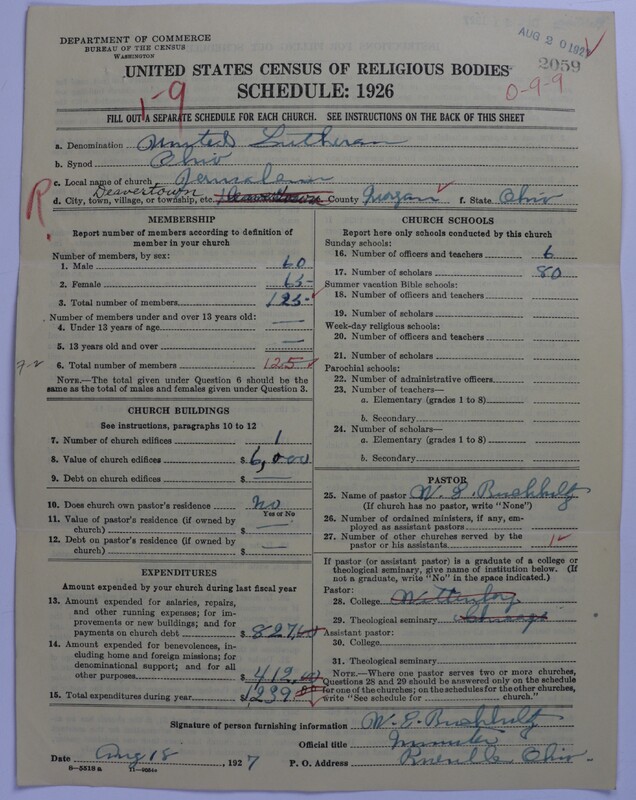 DEPARTMENT OF COMMERCE
BUREAU OF THE CENSUS
WASHINGTON
AUG 20 1927
2059
UNITED STATES CENSUS OF RELIGIOUS BODIES
SCHEDULE: 1926
1-9
0-9-9
FILL OUT A SEPARATE SCHEDULE FOR EACH CHURCH. SEE INSTRUCTIONS ON THE BACK OF THIS SHEET
a. Denomination United Lutheran
b. Synod Ohio
c. Local name of church Jerusalem
d. City, town, village, or township, etc. Deavertown County Morgan f. State Ohio
R
MEMBERSHIP
Report number of members according to definition of
member in your church
Number of members, by sex:
1. Male 60
2. Female 65
3. Total number of members 125
Number of members under and over 13 years old:
4. Under 13 years of age —
5. 13 years old and over —
7-2
6. Total number of members 125
NOTE.—The total given under Question 6 should be the
same as the total of males and females given under Question 3.
CHURCH BUILDINGS
See instructions, paragraphs 10 to 12
7. Number of church edifices 1
8. Value of church edifices $ 6,000
9. Debt on church edifices $ —
10. Does church own pastor's residence No
Yes or No
11. Value of pastor's residence (if owned by
church) $ —
12. Debt on pastor's residence (if owned by
church) $ —
EXPENDITURES
Amount expended by your church during last fiscal year
13. Amount expended for salaries, repairs,
and other running expenses; for im-
provements or new buildings; and for
payments on church debt $ 827.00
14. Amount expended for benevolences,
including home and foreign missions; for
denominational support; and for all
other purposes $ 412.00
15. Total expenditures during year $ 1239.00
CHURCH SCHOOLS
Report here only schools conducted by this church
Sunday schools:
16. Number of officers and teachers 6
17. Number of scholars 80
Summer vacation Bible schools:
18. Number of officers and teachers
19. Number of scholars
Week-day religious schools:
20. Number of officers and teachers
21. Number of scholars
Parochial schools:
22. Number of administrative officers
23. Number of teachers—
a. Elementary (grades 1 to 8)
b. Secondary
24. Number of scholars—
a. Elementary (grades 1 to 8)
b. Secondary
PASTOR
25. Name of pastor W. E. Buchholtz
(If church has no pastor, write "None")
26. Number of ordained ministers, if any, em-
ployed as assistant pastors
27. Number of other churches served by the
pastor or his assistants 1
If pastor (or assistant pastor) is a graduate of a college or
theological seminary, give name of institution below. (If
not a graduate, write "No" in the space indicated.)
Pastor:
28. College
29. Theological seminary Chicago
Assistant pastor:
30. College
31. Theological seminary
NOTE.—Where one pastor serves two or more churches,
Questions 28 and 29 should be answered only on the schedule
for one of the churches; on the schedules for the other churches,
write "See schedule for church."
Signature of person furnishing information W. E. Buchholtz
Official title Minister
Date Aug 18, 1927 P. O. Address Ohio
8—5518 a